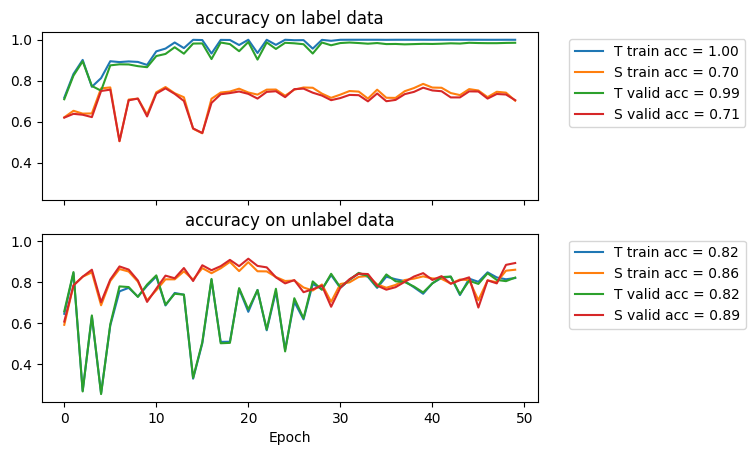 accuracy on label data
1.0
0.8
0.6
0.4
T train acc = 1.00
S train acc = 0.70
T valid acc = 0.99
S valid acc = 0.71
accuracy on unlabel data
1.0
0.8
0.6
0.4
T train acc = 0.82
S train acc = 0.86
T valid acc = 0.82
S valid acc = 0.89
0 10 20 30 40 50
Epoch